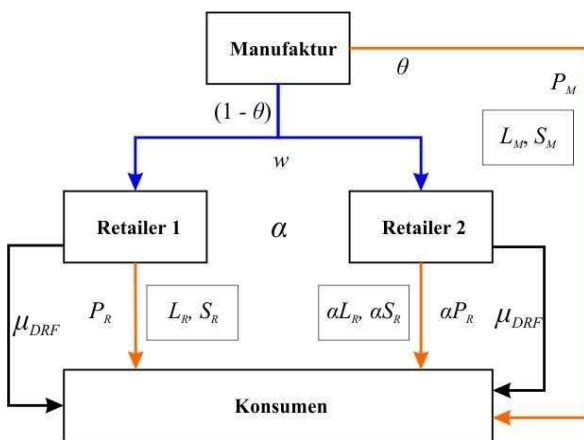 Manufaktur
θ
P_M
(1 - θ)
L_M, S_M
w
Retailer 1
α
Retailer 2
μ_DRF
P_R
L_R, S_R
αL_R, αS_R
αP_R
μ_DRF
Konsumen